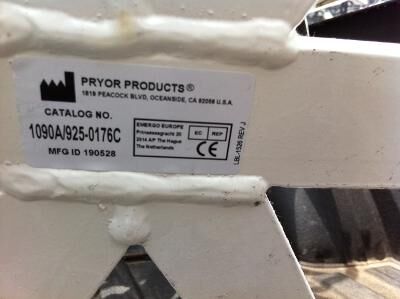 PRYOR PRODUCTS®
1819 PEACOCK BLVD, OCEANSIDE, CA 92056 U.S.A.
CATALOG NO.
1090A/925-0176C
MFG ID 190528
EMERGO EUROPE
Prinsessegracht 20
2514 AP The Hague
The Netherlands
EC REP
CE
LBL-1526 REV J